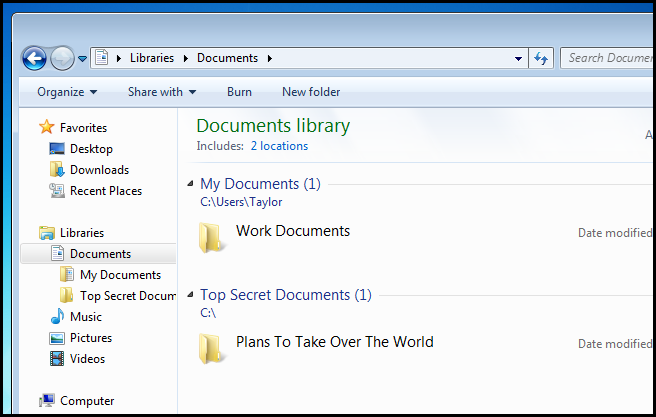 Libraries Documents
Search Documen
Organize Share with Burn New folder
Favorites
Desktop
Downloads
Recent Places
Libraries
Documents
My Documents
Top Secret Docum
Music
Pictures
Videos
Computer
Documents library
Includes: 2 locations
A
My Documents (1)
C:\Users\Taylor
Work Documents
Date modified
Top Secret Documents (1)
C:\
Plans To Take Over The World
Date modified